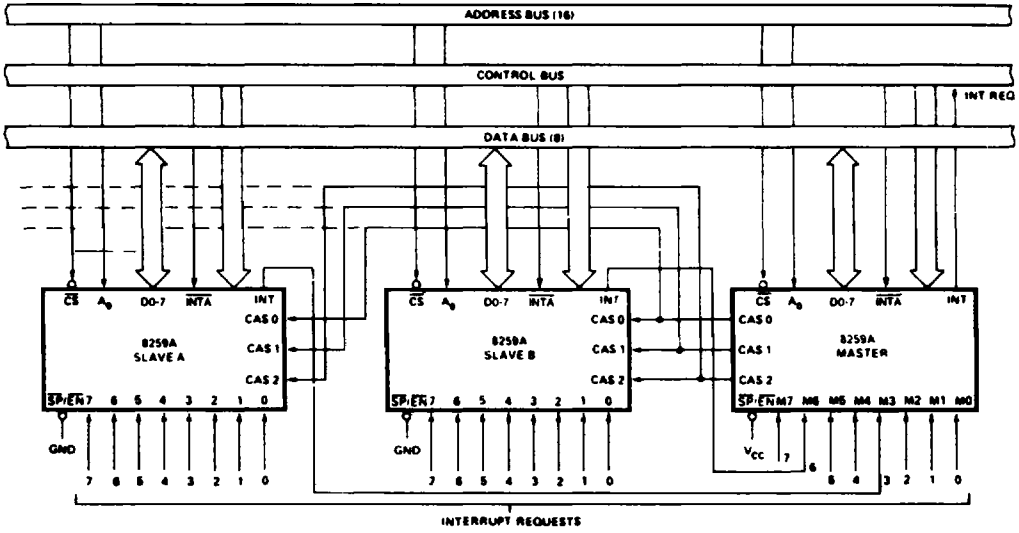 ADDRESS BUS (16)
CONTROL BUS
INT REQ
DATA BUS (8)
CS A0 D0-7 INTA INT
CAS 0
8259A
SLAVE A
CAS 1
CAS 2
SP/EN 7 6 5 4 3 2 1 0
GND
7 6 5 4 3 2 1 0
CS A0 D0-7 INTA INT
CAS 0
8259A
SLAVE B
CAS 1
CAS 2
SP/EN 7 6 5 4 3 2 1 0
GND
7 6 5 4 3 2 1 0
CS A0 D0-7 INTA INT
CAS 0
8259A
MASTER
CAS 1
CAS 2
SP/EN M7 M6 M5 M4 M3 M2 M1 M0
VCC
7 6 5 4 3 2 1 0
INTERRUPT REQUESTS